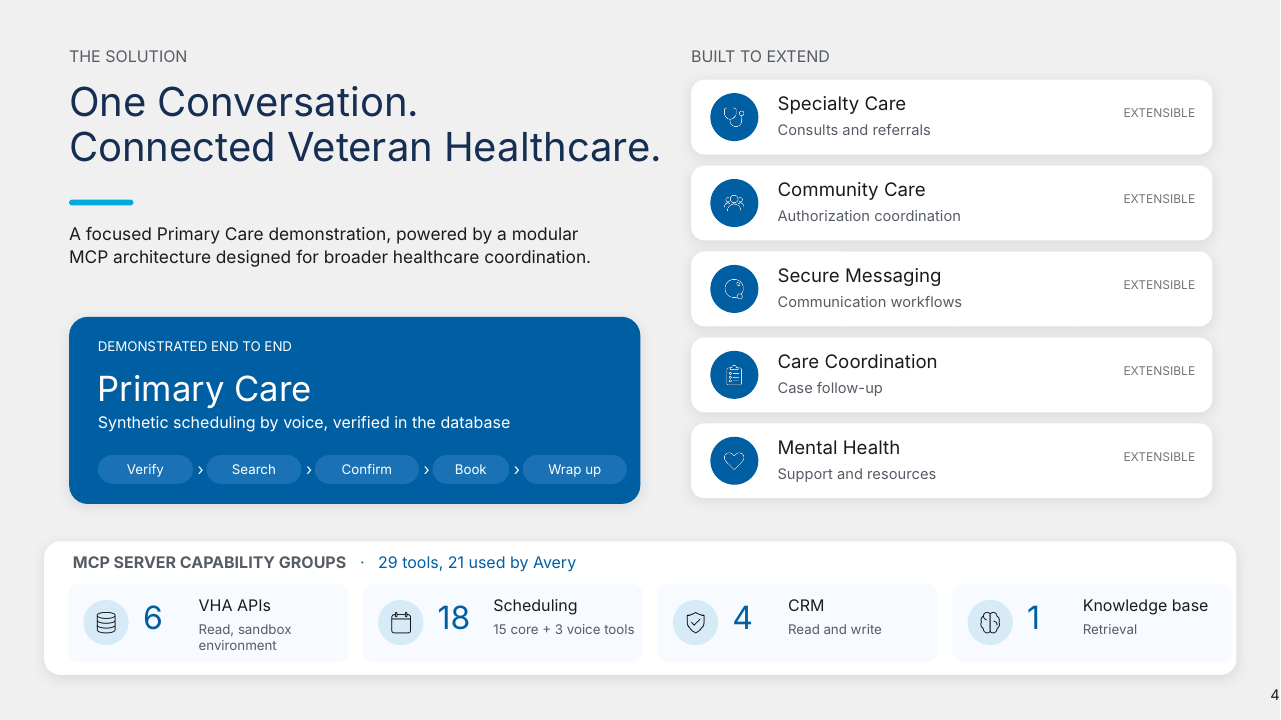 THE SOLUTION
One Conversation.
Connected Veteran Healthcare.
A focused Primary Care demonstration, powered by a modular
MCP architecture designed for broader healthcare coordination.
DEMONSTRATED END TO END
Primary Care
Synthetic scheduling by voice, verified in the database
Verify › Search › Confirm › Book › Wrap up
BUILT TO EXTEND
Specialty Care
Consults and referrals
EXTENSIBLE
Community Care
Authorization coordination
EXTENSIBLE
Secure Messaging
Communication workflows
EXTENSIBLE
Care Coordination
Case follow-up
EXTENSIBLE
Mental Health
Support and resources
EXTENSIBLE
MCP SERVER CAPABILITY GROUPS · 29 tools, 21 used by Avery
6
VHA APIs
Read, sandbox
environment
18
Scheduling
15 core + 3 voice tools
4
CRM
Read and write
1
Knowledge base
Retrieval
4